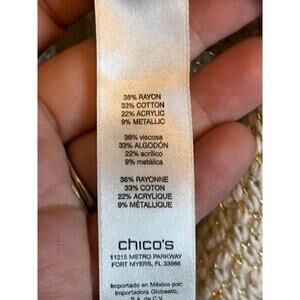 36% RAYON
33% COTTON
22% ACRYLIC
9% METALLIC
36% viscosa
33% ALGODÓN
22% acrílico
9% metálica
36% RAYONNE
33% COTON
22% ACRYLIQUE
9% MÉTALLIQUE
chico's
11215 METRO PARKWAY
FORT MYERS, FL 33966
Importado en México por:
Importadora Globastic,
S.A. de C.V.